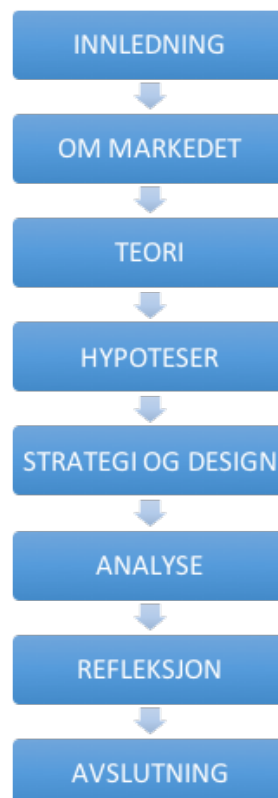 INNLEDNING
OM MARKEDET
TEORI
HYPOTESER
STRATEGI OG DESIGN
ANALYSE
REFLEKSJON
AVSLUTNING